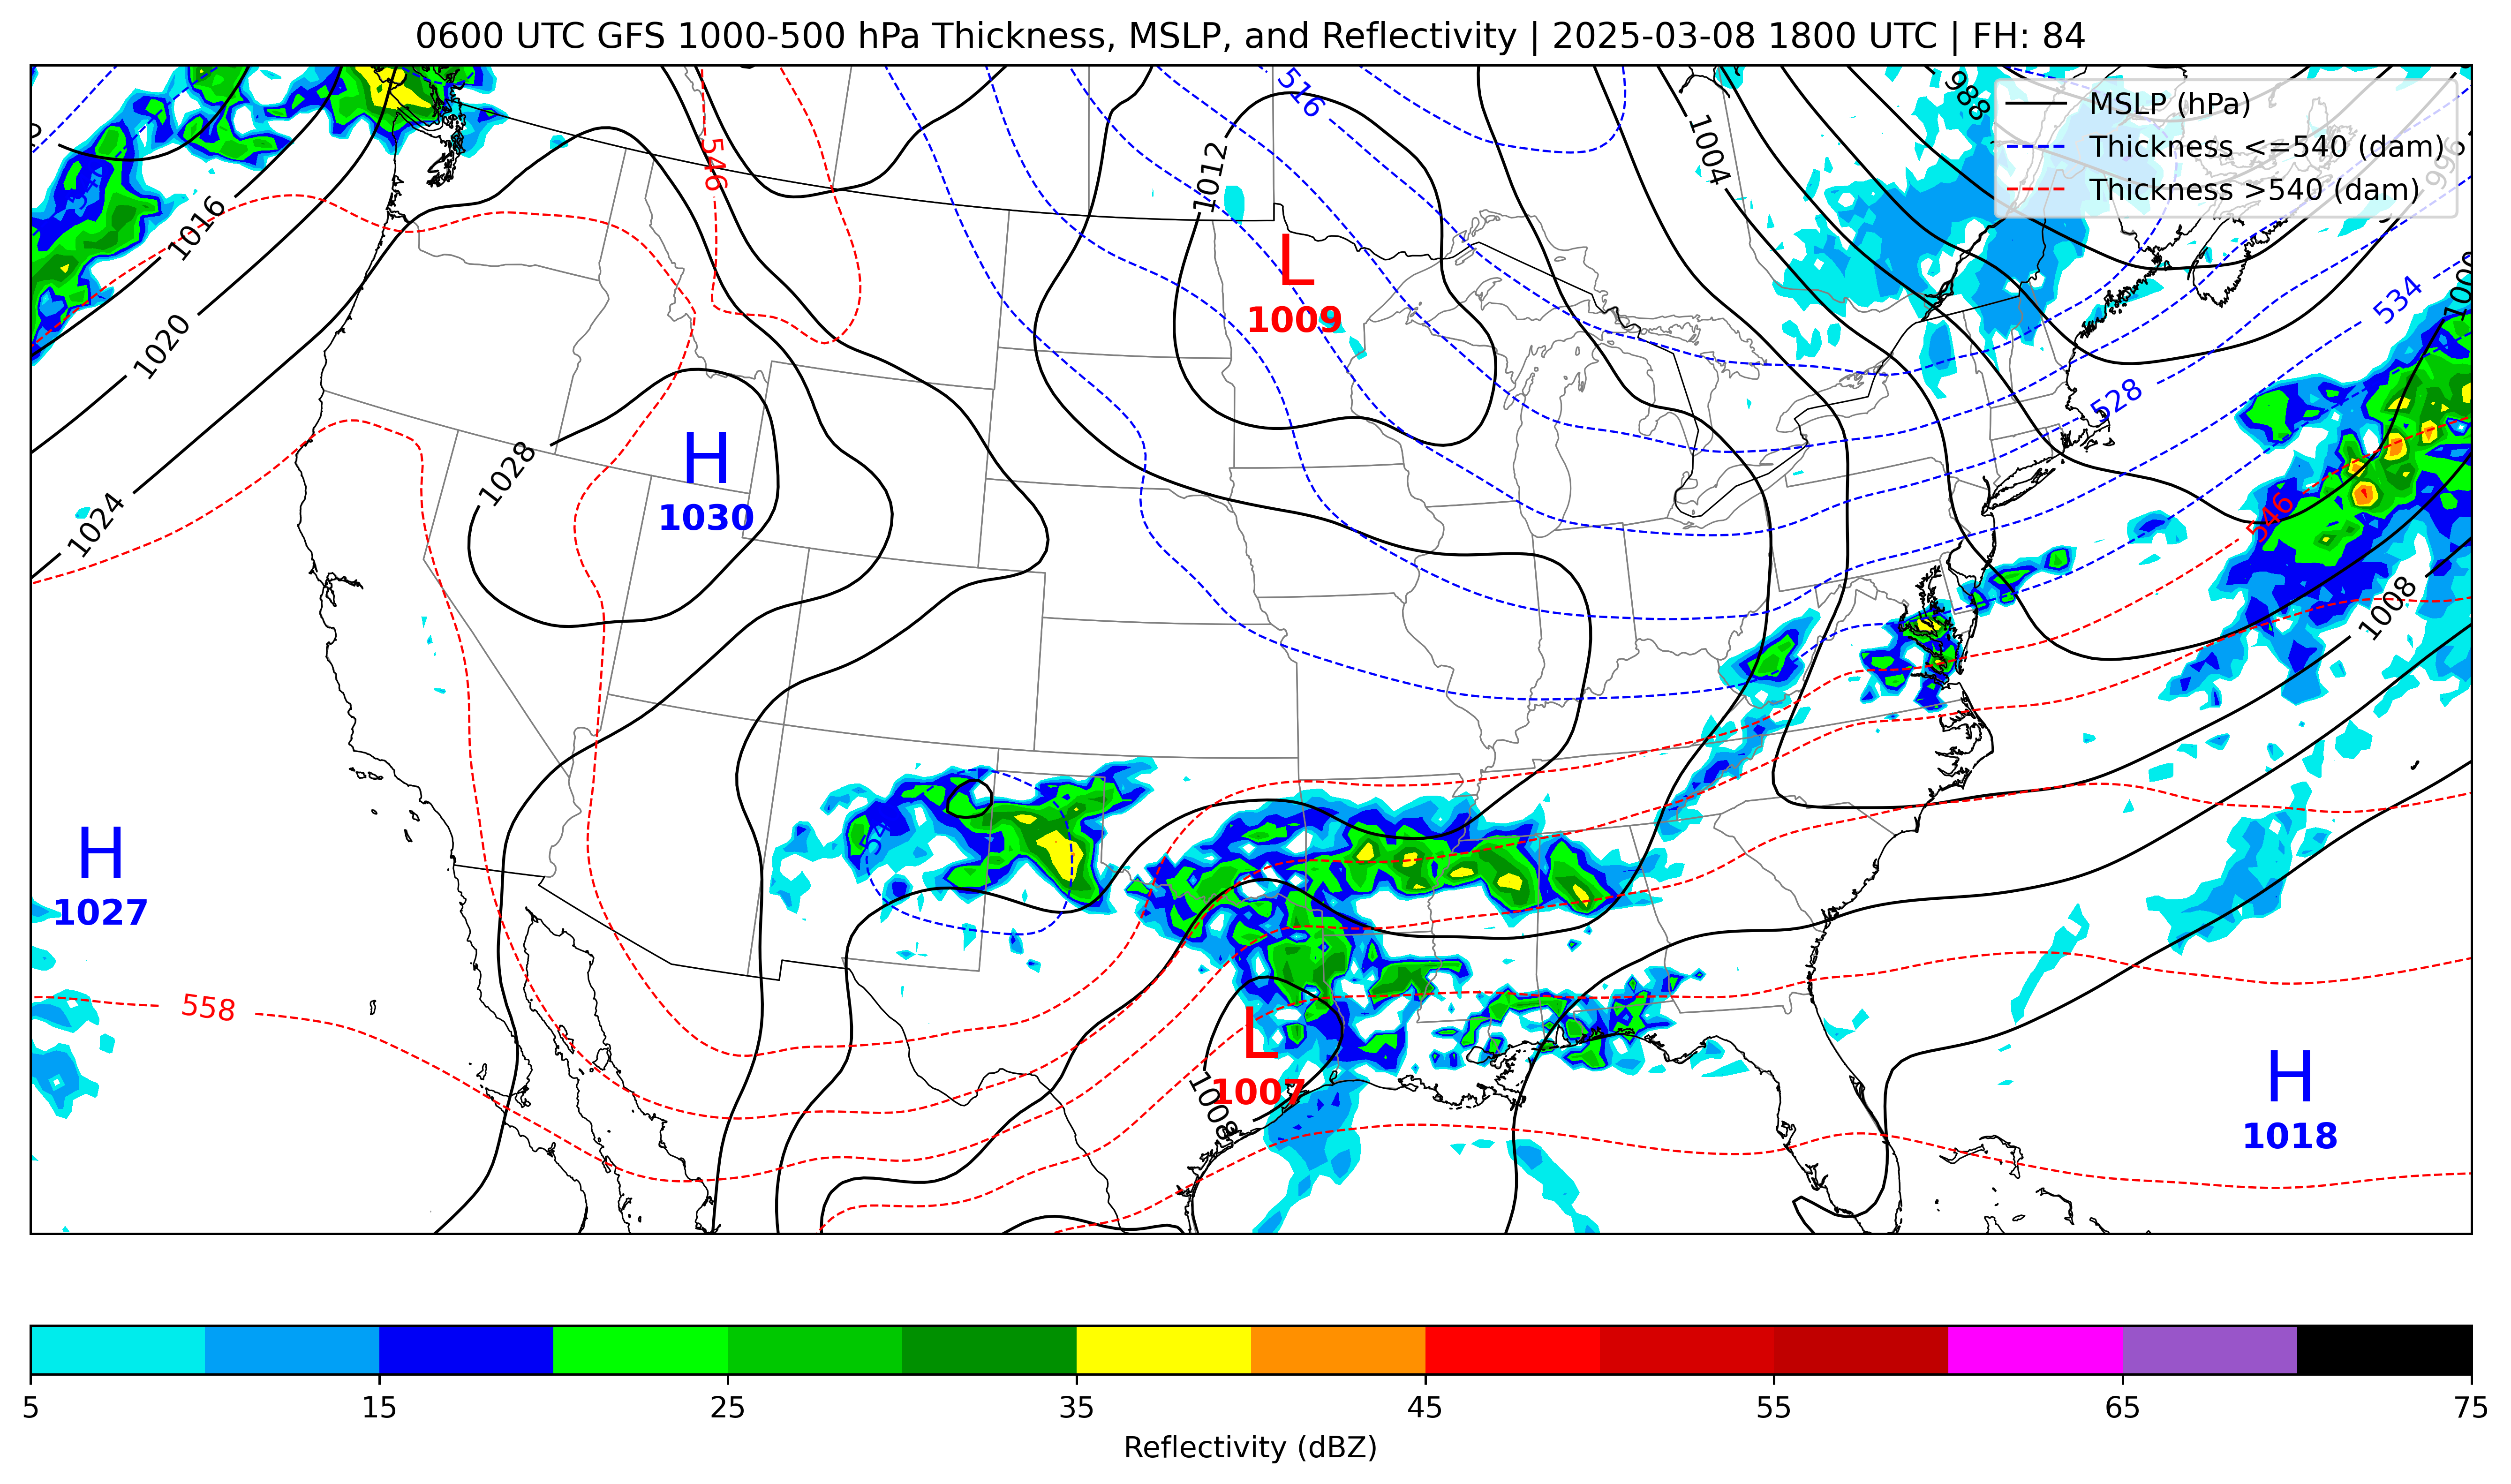 0600 UTC GFS 1000-500 hPa Thickness, MSLP, and Reflectivity | 2025-03-08 1800 UTC | FH: 84
MSLP (hPa)
Thickness <=540 (dam)
Thickness >540 (dam)
516
988
996
1004
1012
546
1016
1020
1024
1028
534
528
546
1008
L
1009
H
1030
H
1027
558
L
1007
1008
H
1018
5 15 25 35 45 55 65 75
Reflectivity (dBZ)